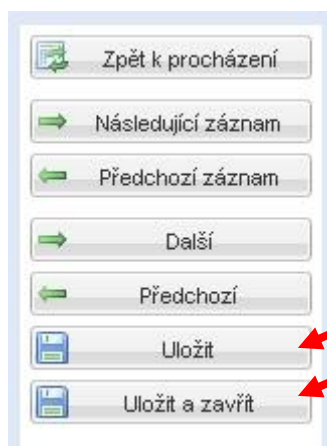 Zpět k procházení
Následující záznam
Předchozí záznam
Další
Předchozí
Uložit
Uložit a zavřít